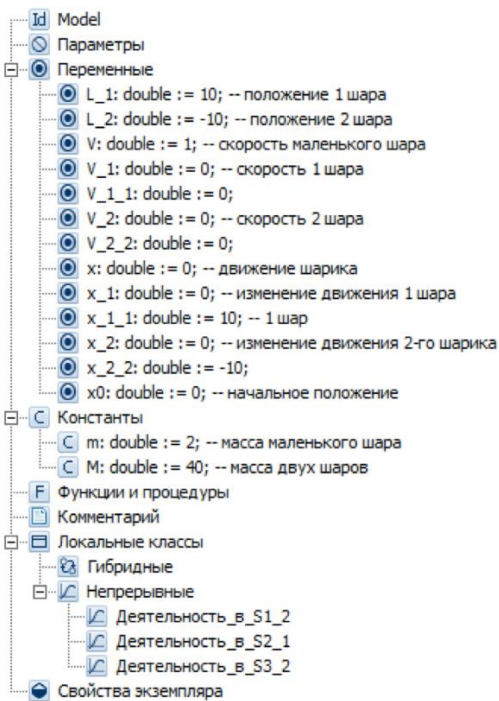 Id Model
Параметры
Переменные
L_1: double := 10; -- положение 1 шара
L_2: double := -10; -- положение 2 шара
V: double := 1; -- скорость маленького шара
V_1: double := 0; -- скорость 1 шара
V_1_1: double := 0;
V_2: double := 0; -- скорость 2 шара
V_2_2: double := 0;
x: double := 0; -- движение шарика
x_1: double := 0; -- изменение движения 1 шара
x_1_1: double := 10; -- 1 шар
x_2: double := 0; -- изменение движения 2-го шарика
x_2_2: double := -10;
x0: double := 0; -- начальное положение
C Константы
C m: double := 2; -- масса маленького шара
C M: double := 40; -- масса двух шаров
F Функции и процедуры
Комментарий
Локальные классы
Гибридные
Непрерывные
Деятельность_в_S1_2
Деятельность_в_S2_1
Деятельность_в_S3_2
Свойства экземпляра